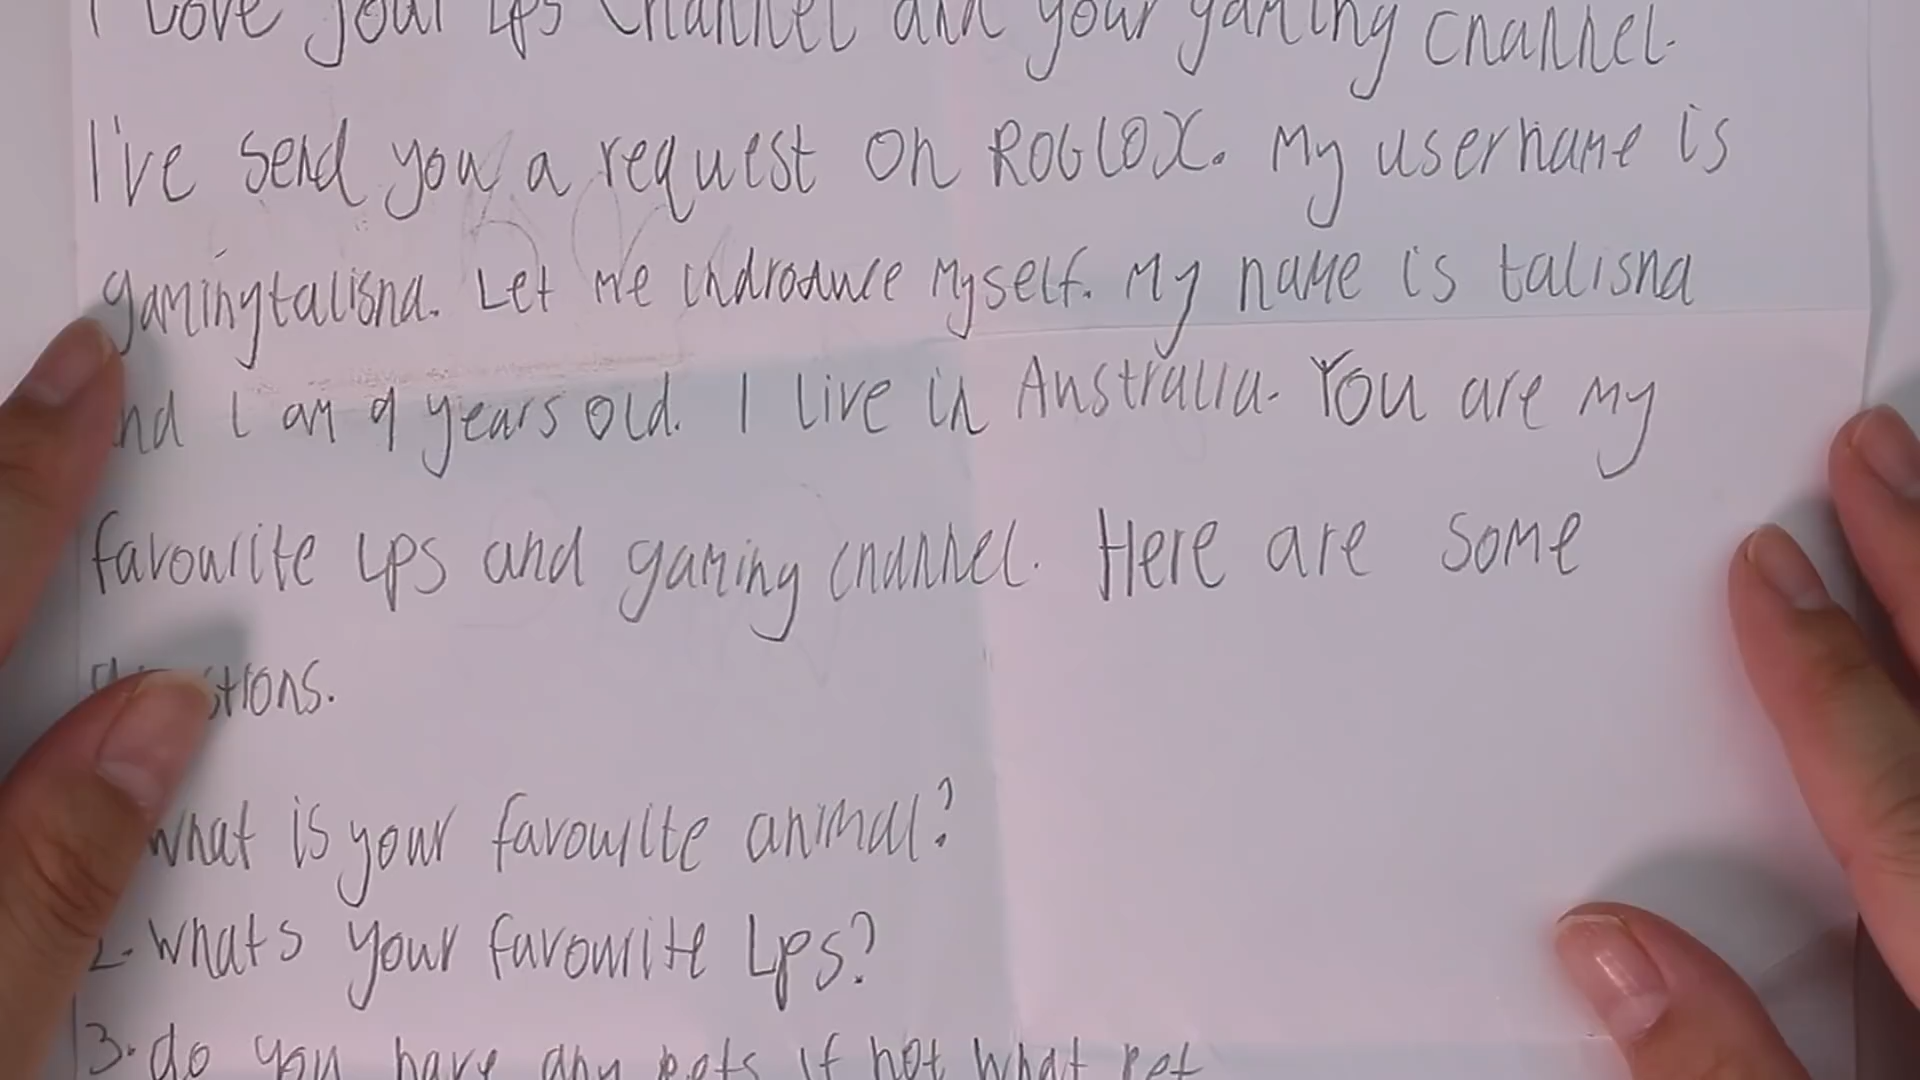 I love your Lps channel and your gaming channel.
I've send you a request on ROBLOX. My username is
gamingtalisna. Let me indroduce myself. My name is talisna
and I am 9 years old. I live in Australia. You are my
favourite Lps and gaming channel. Here are some
What is your favourite animal?
2. Whats your favourite Lps?
3. do you have any pets if not what pet